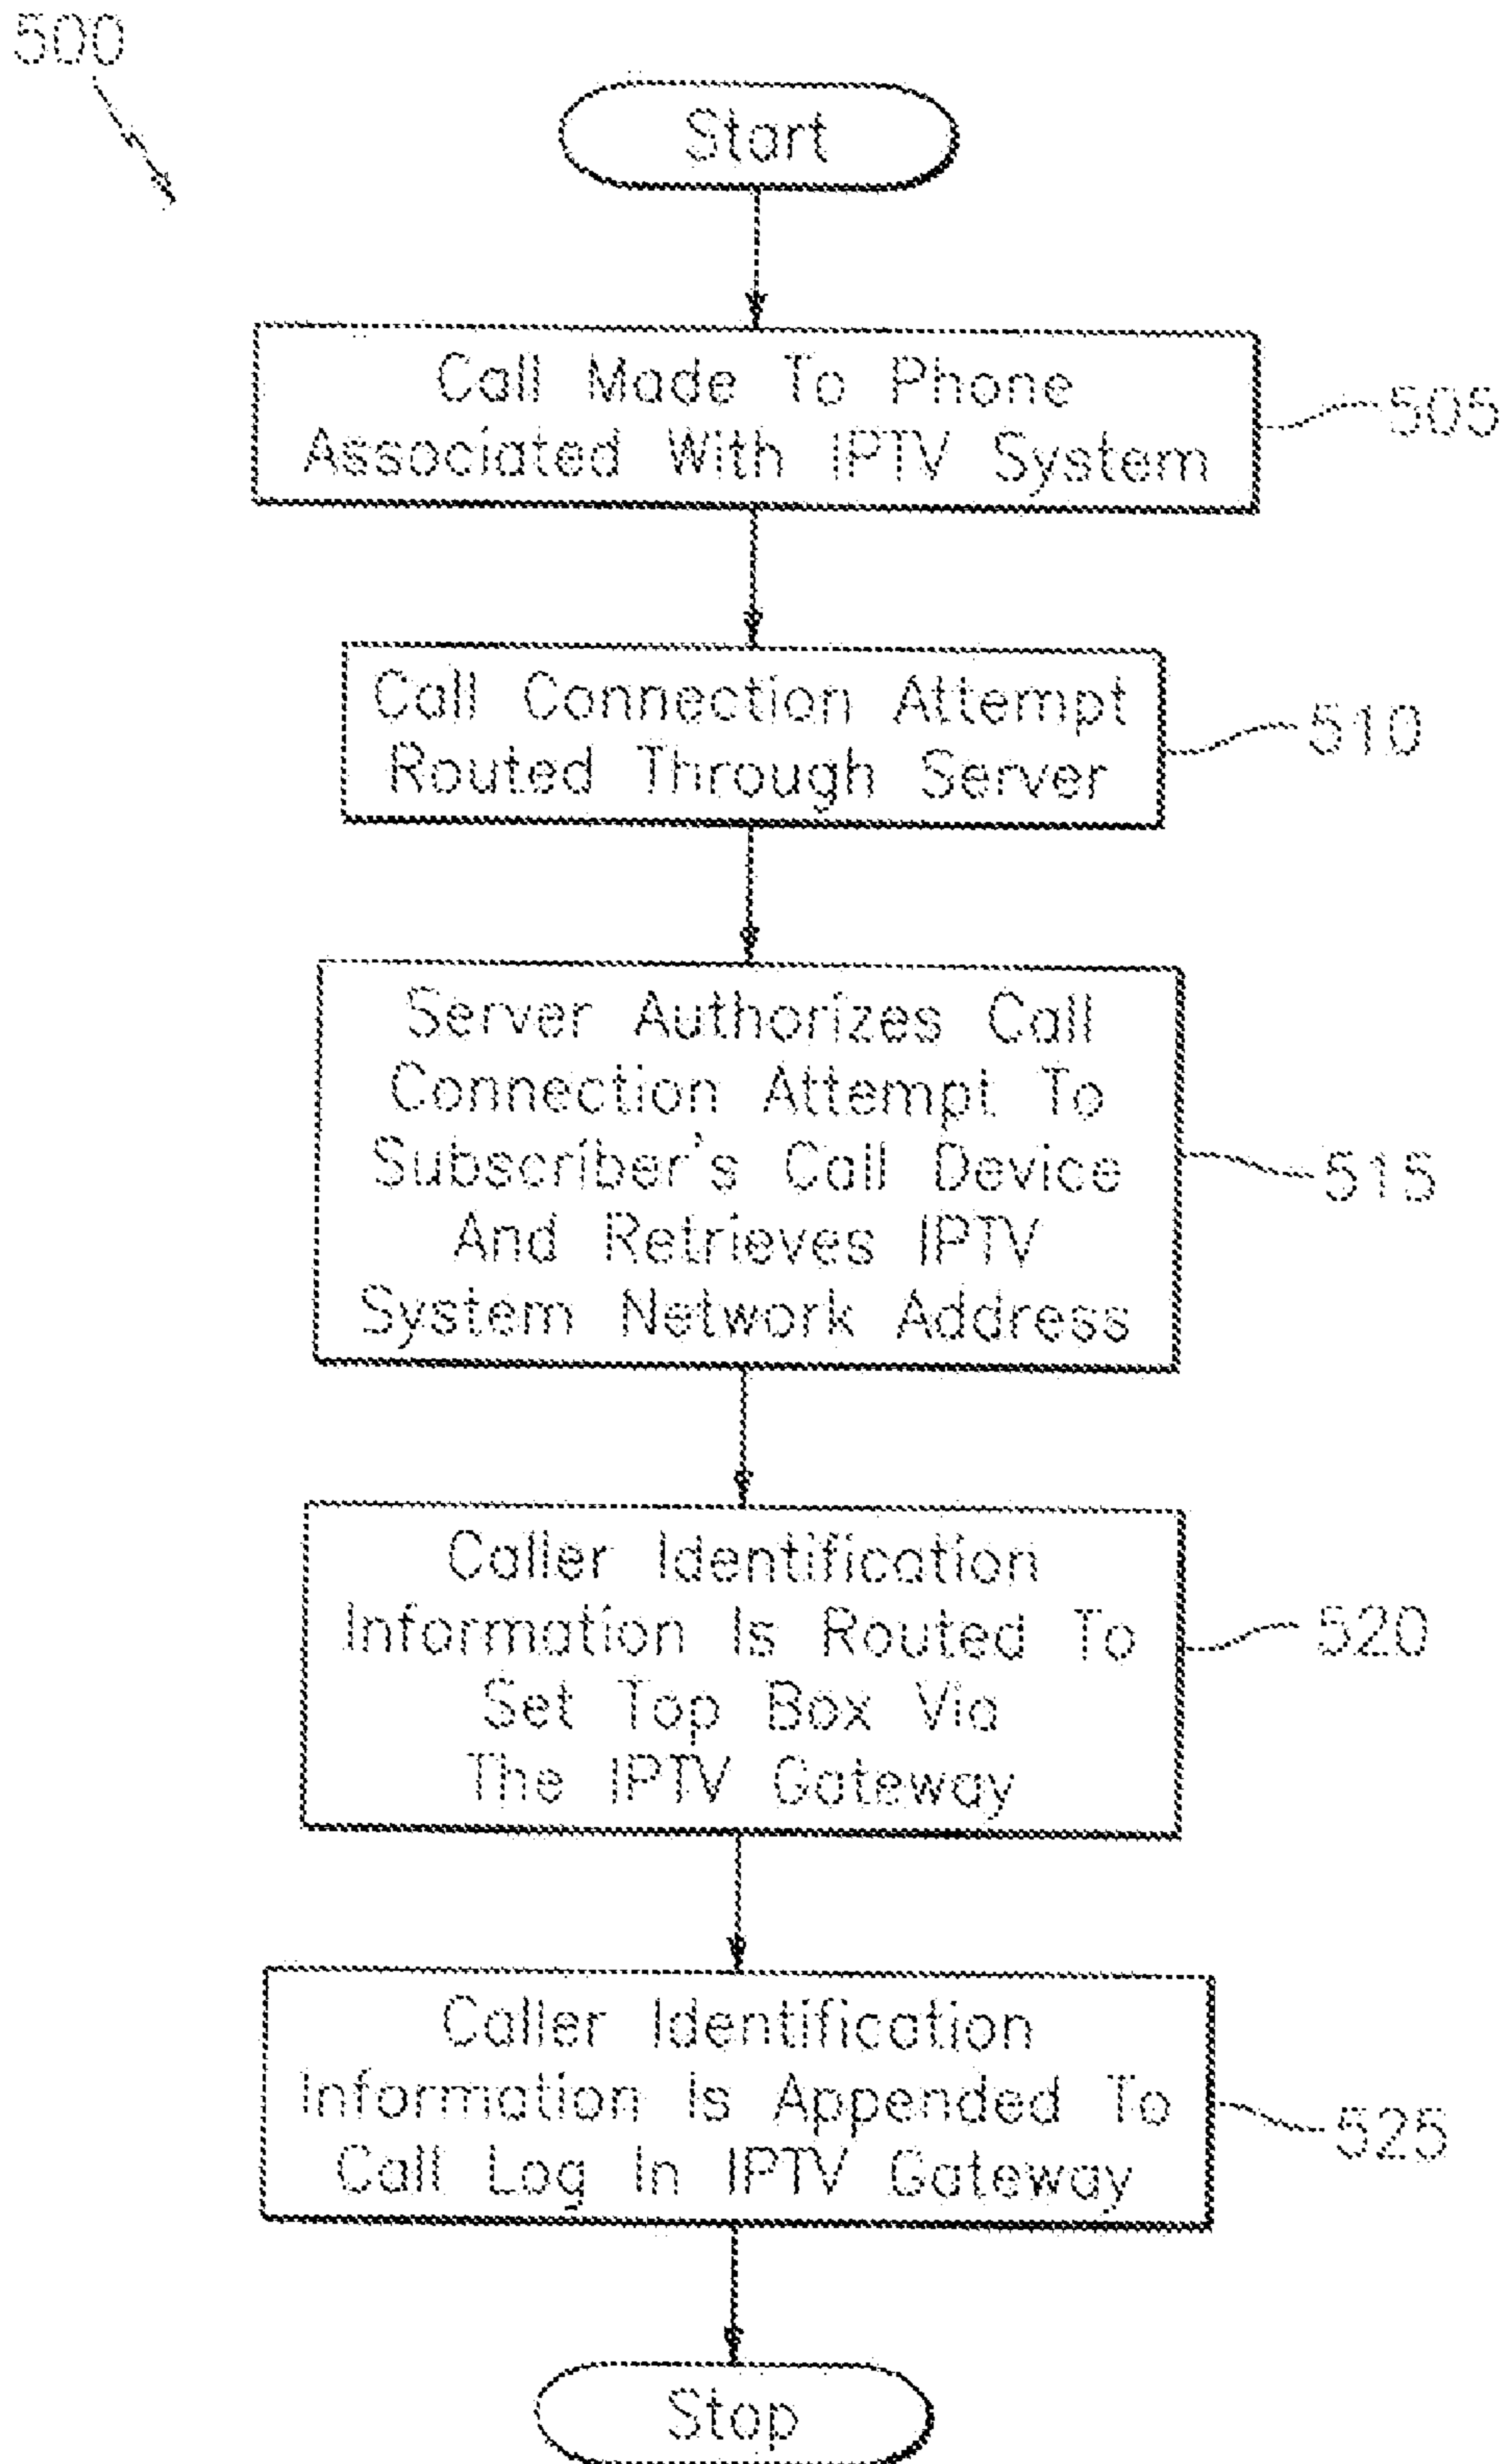 500
Start
Call Made To Phone
Associated With IPTV System
505
Call Connection Attempt
Routed Through Server
510
Server Authorizes Call
Connection Attempt To
Subscriber's Call Device
And Retrieves IPTV
System Network Address
515
Caller Identification
Information Is Routed To
Set Top Box Via
The IPTV Gateway
520
Caller Identification
Information Is Appended To
Call Log In IPTV Gateway
525
Stop